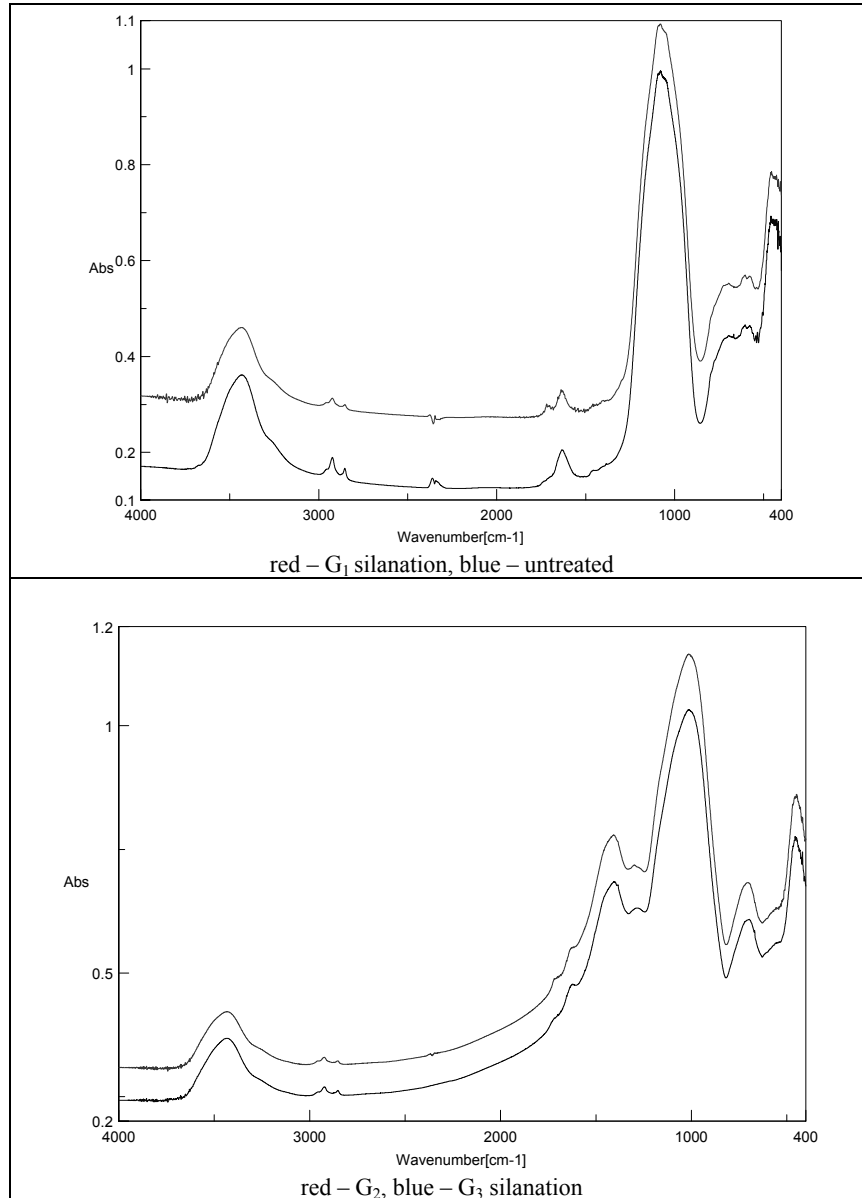 1.1
1
0.8
0.6
Abs
0.4
0.2
0.1
4000 3000 2000 1000 400
Wavenumber[cm-1]
red – G₁ silanation, blue – untreated
1.2
1
Abs
0.5
0.2
4000 3000 2000 1000 400
Wavenumber[cm-1]
red – G₂, blue – G₃ silanation